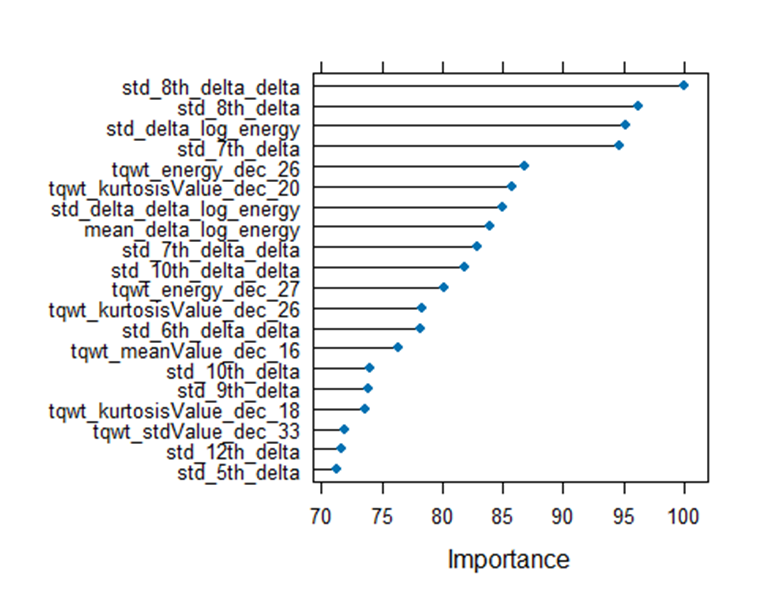 std_8th_delta_delta
std_8th_delta
std_delta_log_energy
std_7th_delta
tqwt_energy_dec_26
tqwt_kurtosisValue_dec_20
std_delta_delta_log_energy
mean_delta_log_energy
std_7th_delta_delta
std_10th_delta_delta
tqwt_energy_dec_27
tqwt_kurtosisValue_dec_26
std_6th_delta_delta
tqwt_meanValue_dec_16
std_10th_delta
std_9th_delta
tqwt_kurtosisValue_dec_18
tqwt_stdValue_dec_33
std_12th_delta
std_5th_delta
70 75 80 85 90 95 100
Importance